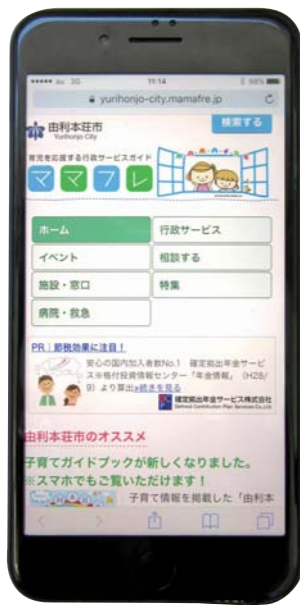 au 3G 11:14 98%
yurihonjo-city.mamafre.jp
由利本荘市
Yurihonjo City
検索する
育児を応援する行政サービスガイド
ママフレ
ホーム
行政サービス
イベント
相談する
施設・窓口
特集
病院・救急
PR｜節税効果に注目！
安心の国内加入者数No.1 確定拠出年金サービ
ス※格付投資情報センター「年金情報」（H28/
9）より算出»続きを見る
確定拠出年金サービス株式会社
Defined Contribution Plan Services Co.,Ltd
由利本荘市のオススメ
子育てガイドブックが新しくなりました。
※スマホでもご覧いただけます！
子育て情報を掲載した「由利本